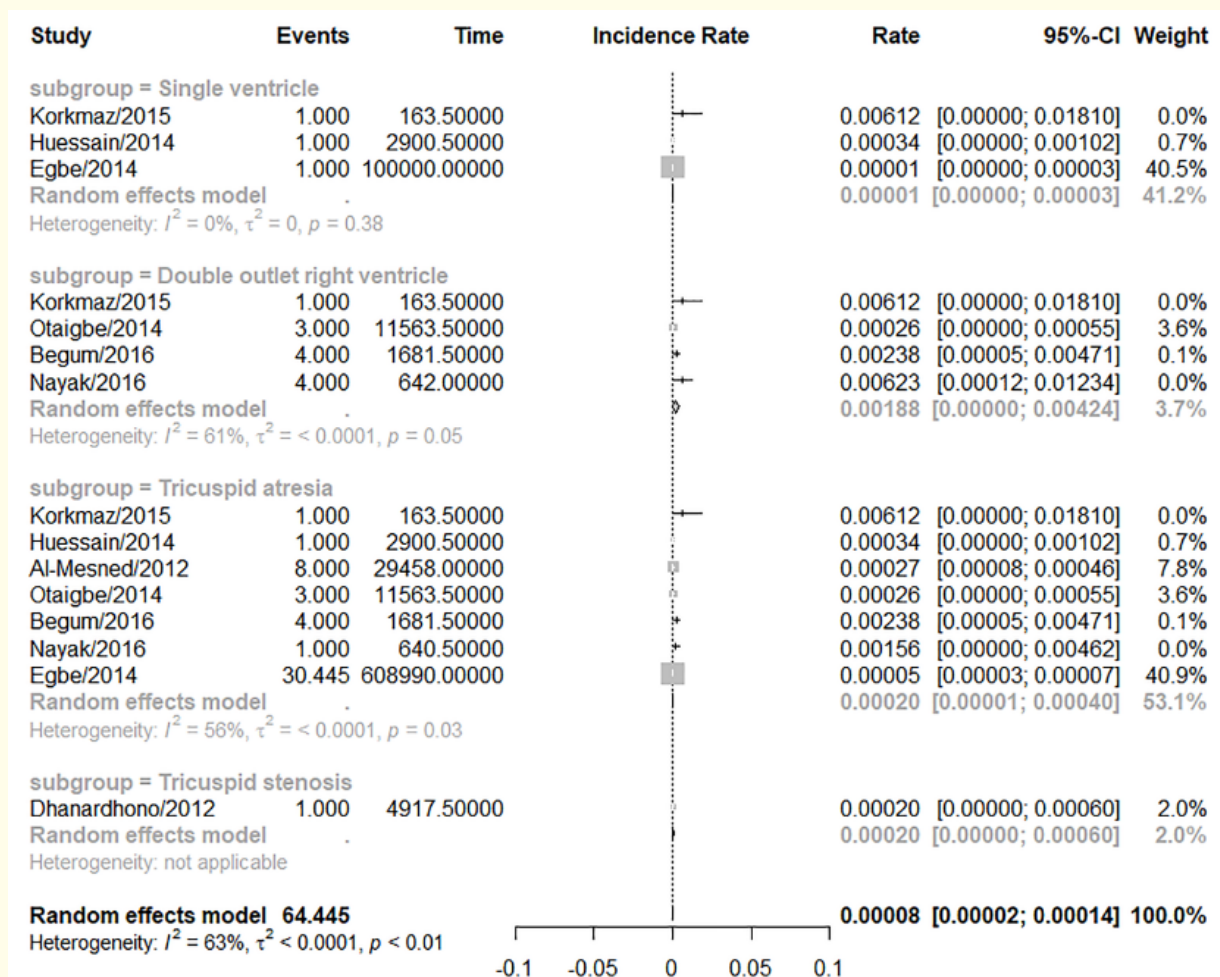 Study Events Time Incidence Rate Rate 95%-CI Weight
subgroup = Single ventricle
Korkmaz/2015 1.000 163.50000 0.00612 [0.00000; 0.01810] 0.0%
Huessain/2014 1.000 2900.50000 0.00034 [0.00000; 0.00102] 0.7%
Egbe/2014 1.000 100000.00000 0.00001 [0.00000; 0.00003] 40.5%
Random effects model . 0.00001 [0.00000; 0.00003] 41.2%
Heterogeneity: I² = 0%, τ² = 0, p = 0.38
subgroup = Double outlet right ventricle
Korkmaz/2015 1.000 163.50000 0.00612 [0.00000; 0.01810] 0.0%
Otaigbe/2014 3.000 11563.50000 0.00026 [0.00000; 0.00055] 3.6%
Begum/2016 4.000 1681.50000 0.00238 [0.00005; 0.00471] 0.1%
Nayak/2016 4.000 642.00000 0.00623 [0.00012; 0.01234] 0.0%
Random effects model . 0.00188 [0.00000; 0.00424] 3.7%
Heterogeneity: I² = 61%, τ² = < 0.0001, p = 0.05
subgroup = Tricuspid atresia
Korkmaz/2015 1.000 163.50000 0.00612 [0.00000; 0.01810] 0.0%
Huessain/2014 1.000 2900.50000 0.00034 [0.00000; 0.00102] 0.7%
Al-Mesned/2012 8.000 29458.00000 0.00027 [0.00008; 0.00046] 7.8%
Otaigbe/2014 3.000 11563.50000 0.00026 [0.00000; 0.00055] 3.6%
Begum/2016 4.000 1681.50000 0.00238 [0.00005; 0.00471] 0.1%
Nayak/2016 1.000 640.50000 0.00156 [0.00000; 0.00462] 0.0%
Egbe/2014 30.445 608990.00000 0.00005 [0.00003; 0.00007] 40.9%
Random effects model . 0.00020 [0.00001; 0.00040] 53.1%
Heterogeneity: I² = 56%, τ² = < 0.0001, p = 0.03
subgroup = Tricuspid stenosis
Dhanardhono/2012 1.000 4917.50000 0.00020 [0.00000; 0.00060] 2.0%
Random effects model . 0.00020 [0.00000; 0.00060] 2.0%
Heterogeneity: not applicable
Random effects model 64.445 0.00008 [0.00002; 0.00014] 100.0%
Heterogeneity: I² = 63%, τ² < 0.0001, p < 0.01
-0.1 -0.05 0 0.05 0.1